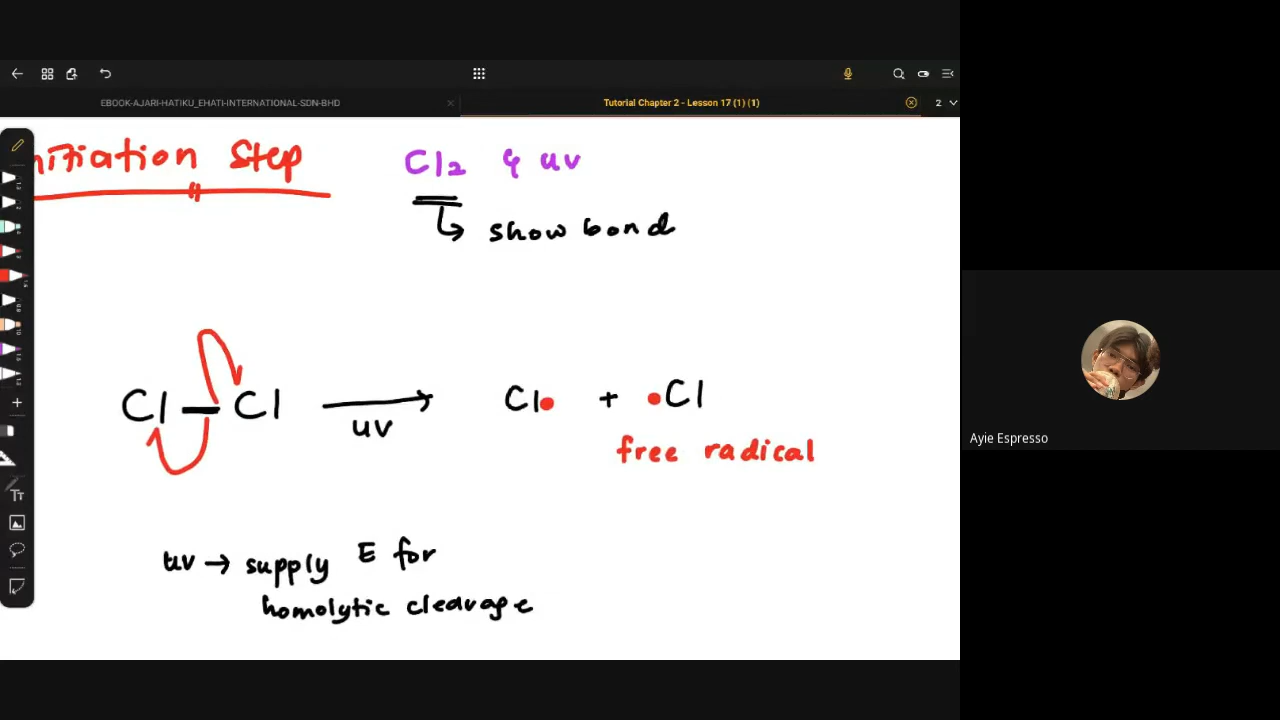 EBOOK-AJARI-HATIKU_EHATI-INTERNATIONAL-SDN-BHD
Tutorial Chapter 2 - Lesson 17 (1) (1)
2
nitiation Step
Cl2 & uv
show bond
Cl - Cl
uv
Cl• + •Cl
free radical
uv → supply E for
homolytic cleavage
Tт
Ayie Espresso